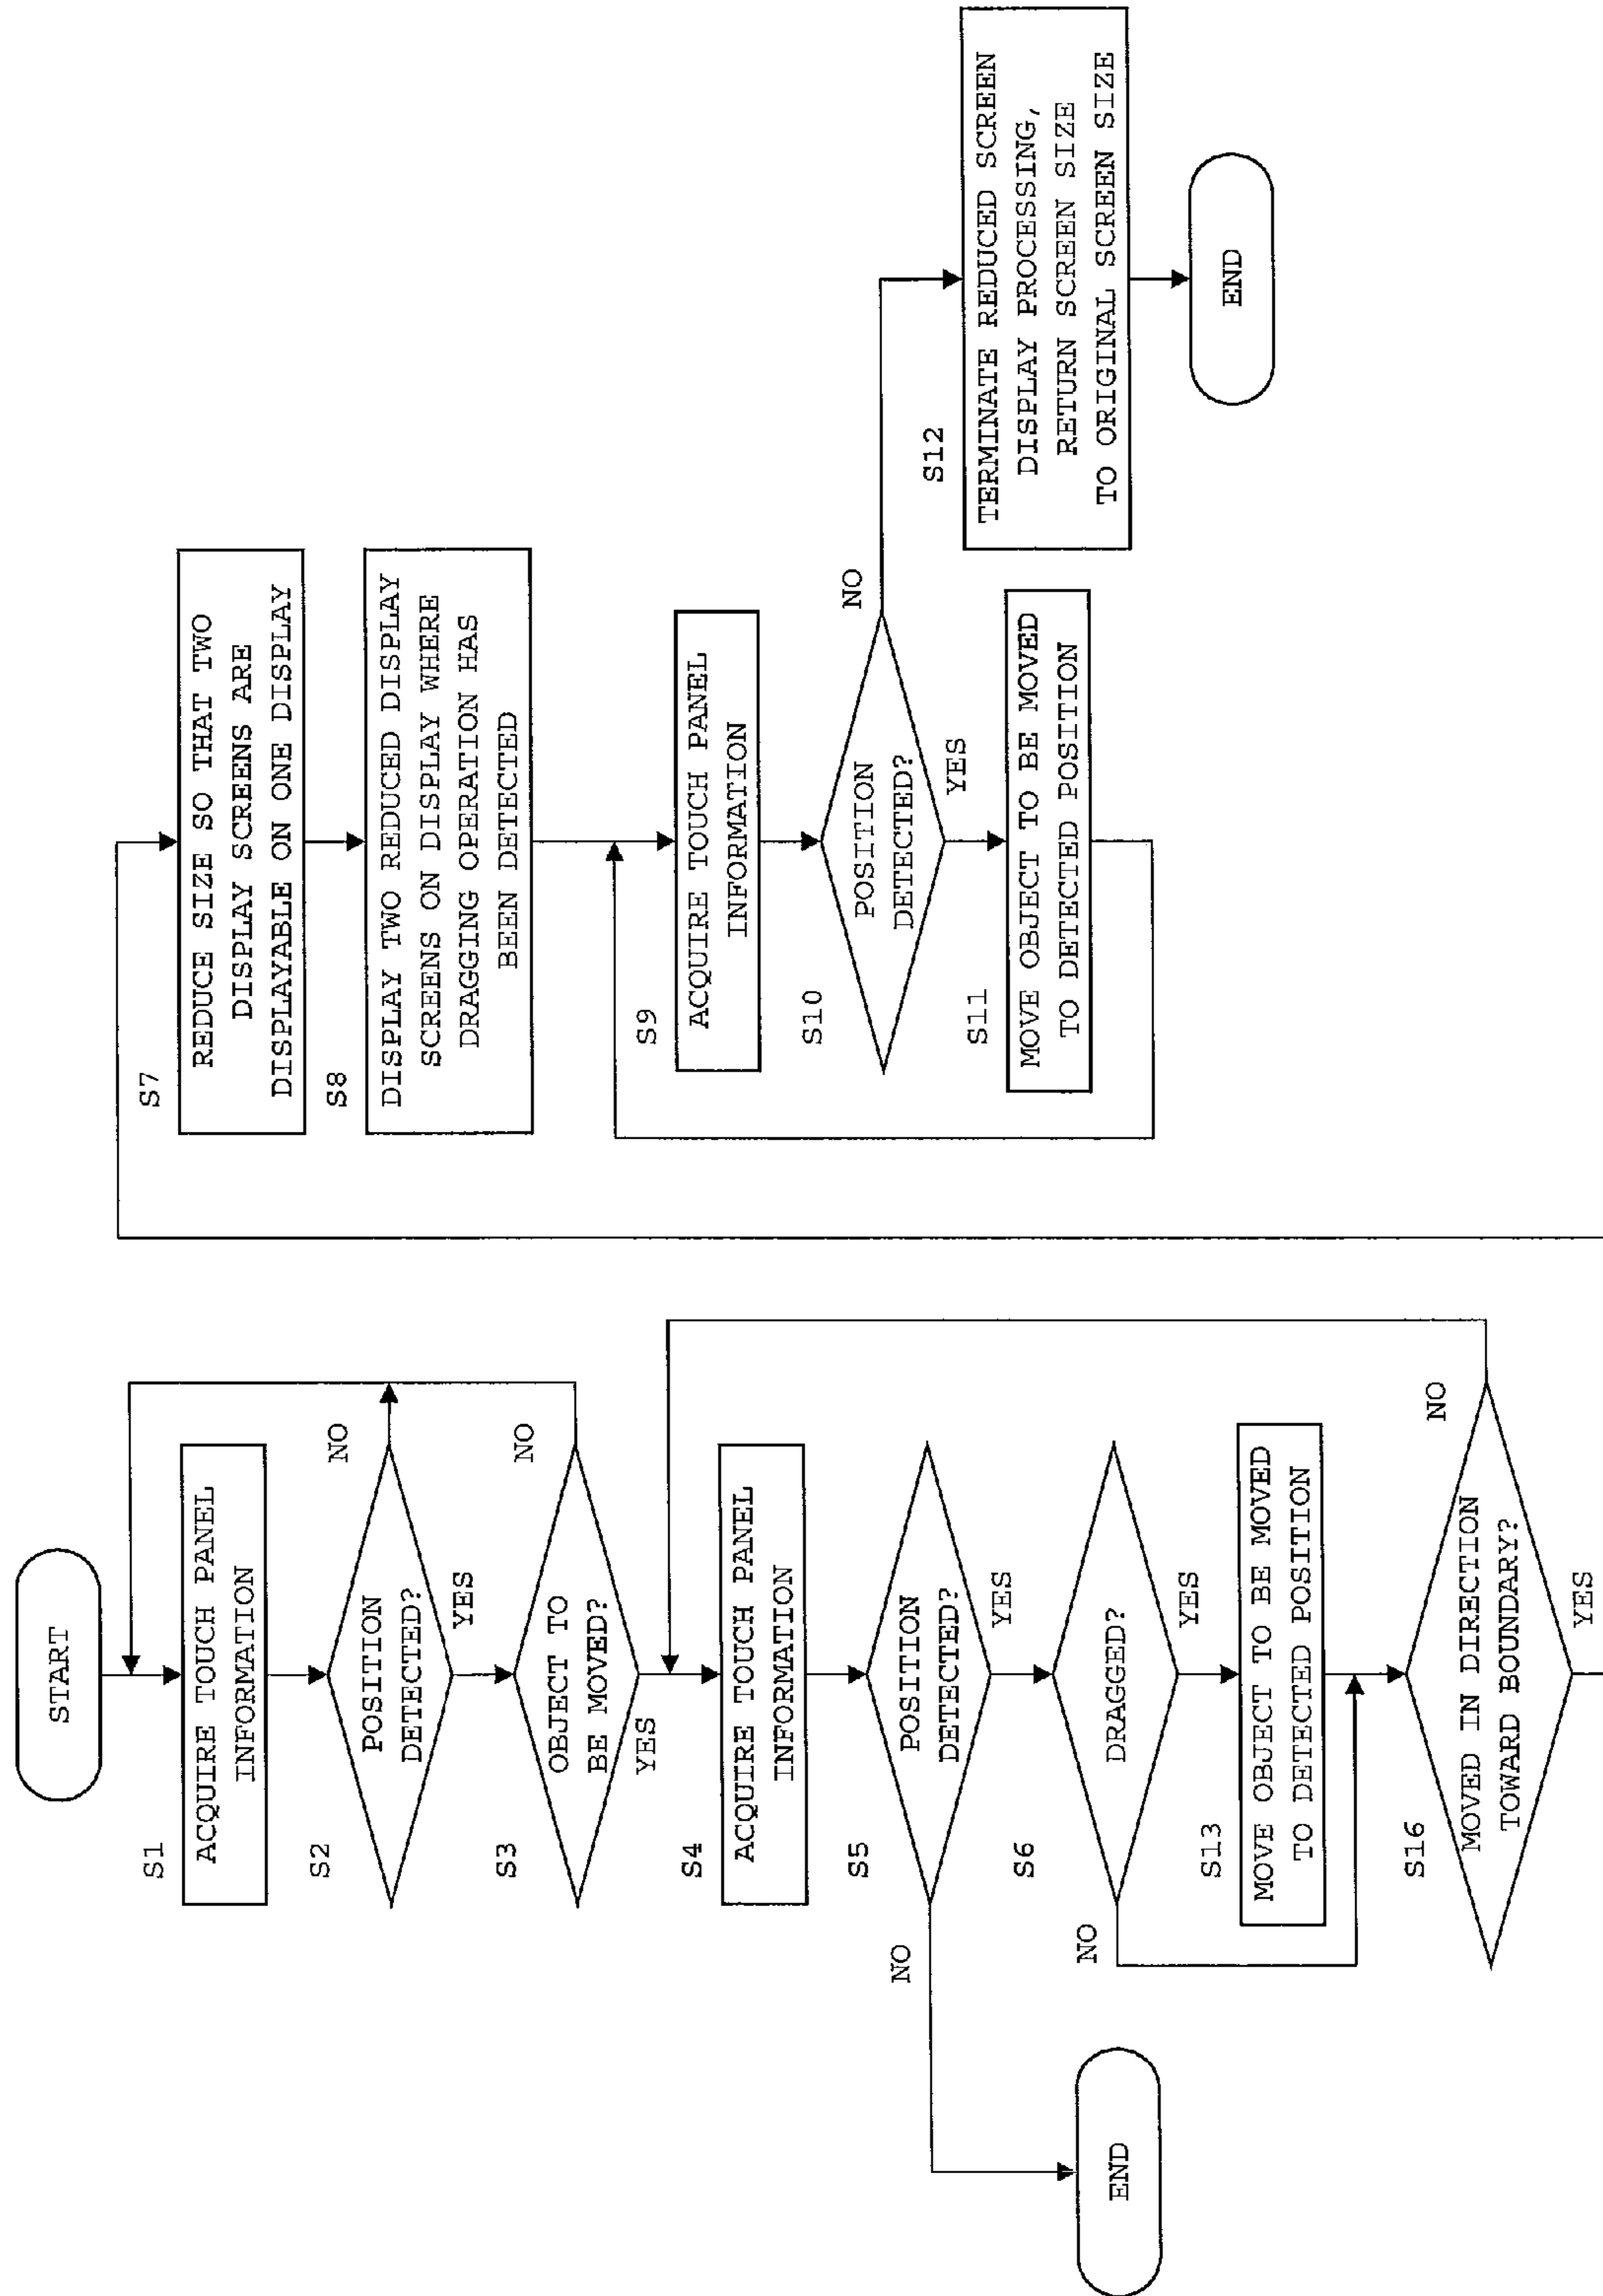 START
S1
ACQUIRE TOUCH PANEL
INFORMATION
S2
POSITION
DETECTED?
NO
YES
S3
OBJECT TO
BE MOVED?
NO
YES
S4
ACQUIRE TOUCH PANEL
INFORMATION
S5
POSITION
DETECTED?
NO
YES
END
S6
DRAGGED?
NO
YES
S13
MOVE OBJECT TO BE MOVED
TO DETECTED POSITION
S16
MOVED IN DIRECTION
TOWARD BOUNDARY?
NO
YES
S7
REDUCE SIZE SO THAT TWO
DISPLAY SCREENS ARE
DISPLAYABLE ON ONE DISPLAY
S8
DISPLAY TWO REDUCED DISPLAY
SCREENS ON DISPLAY WHERE
DRAGGING OPERATION HAS
BEEN DETECTED
S9
ACQUIRE TOUCH PANEL
INFORMATION
S10
POSITION
DETECTED?
NO
YES
S11
MOVE OBJECT TO BE MOVED
TO DETECTED POSITION
S12
TERMINATE REDUCED SCREEN
DISPLAY PROCESSING,
RETURN SCREEN SIZE
TO ORIGINAL SCREEN SIZE
END